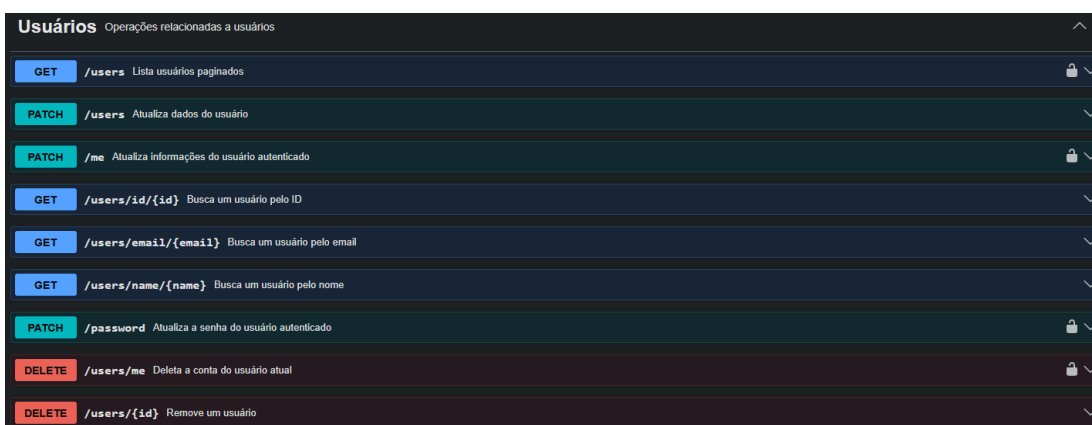 Usuários Operações relacionadas a usuários
GET /users Lista usuários paginados
PATCH /users Atualiza dados do usuário
PATCH /me Atualiza informações do usuário autenticado
GET /users/id/{id} Busca um usuário pelo ID
GET /users/email/{email} Busca um usuário pelo email
GET /users/name/{name} Busca um usuário pelo nome
PATCH /password Atualiza a senha do usuário autenticado
DELETE /users/me Deleta a conta do usuário atual
DELETE /users/{id} Remove um usuário